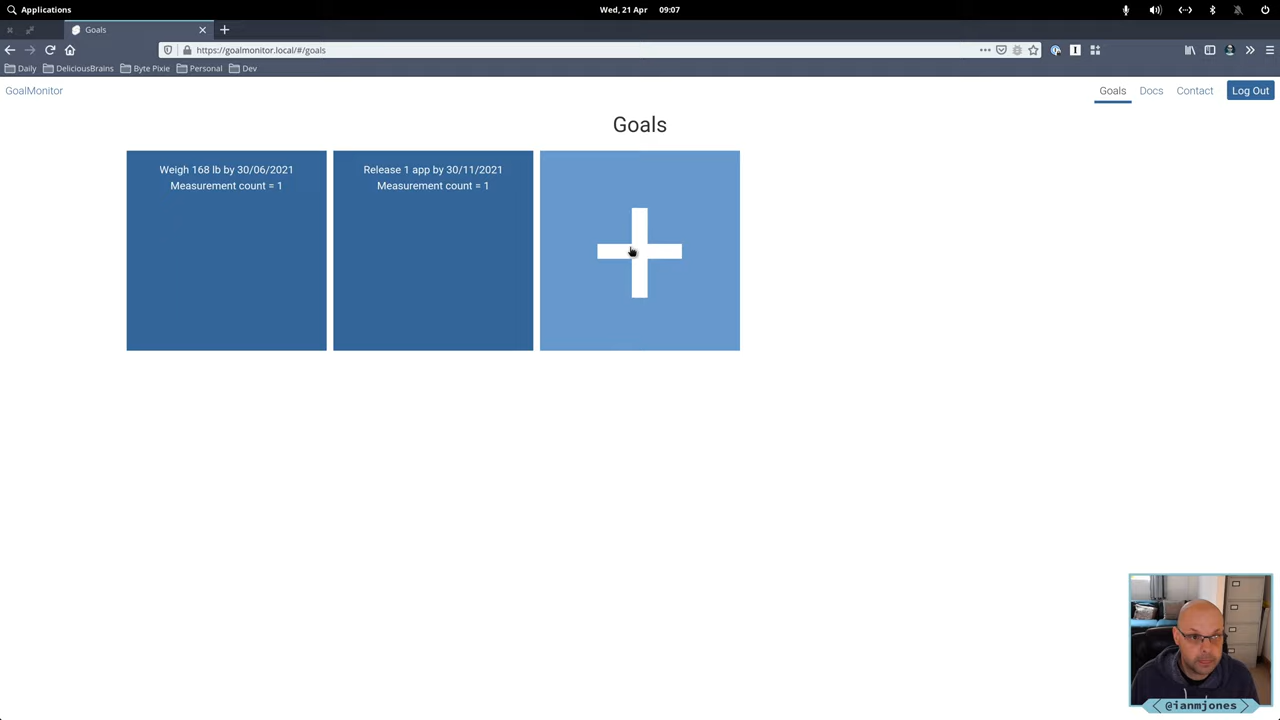 Applications
Wed, 21 Apr 09:07
Goals
https://goalmonitor.local/#/goals
Daily
DeliciousBrains
Byte Pixie
Personal
Dev
GoalMonitor
Goals
Docs
Contact
Log Out
Goals
Weigh 168 lb by 30/06/2021
Measurement count = 1
Release 1 app by 30/11/2021
Measurement count = 1
@ianmjones